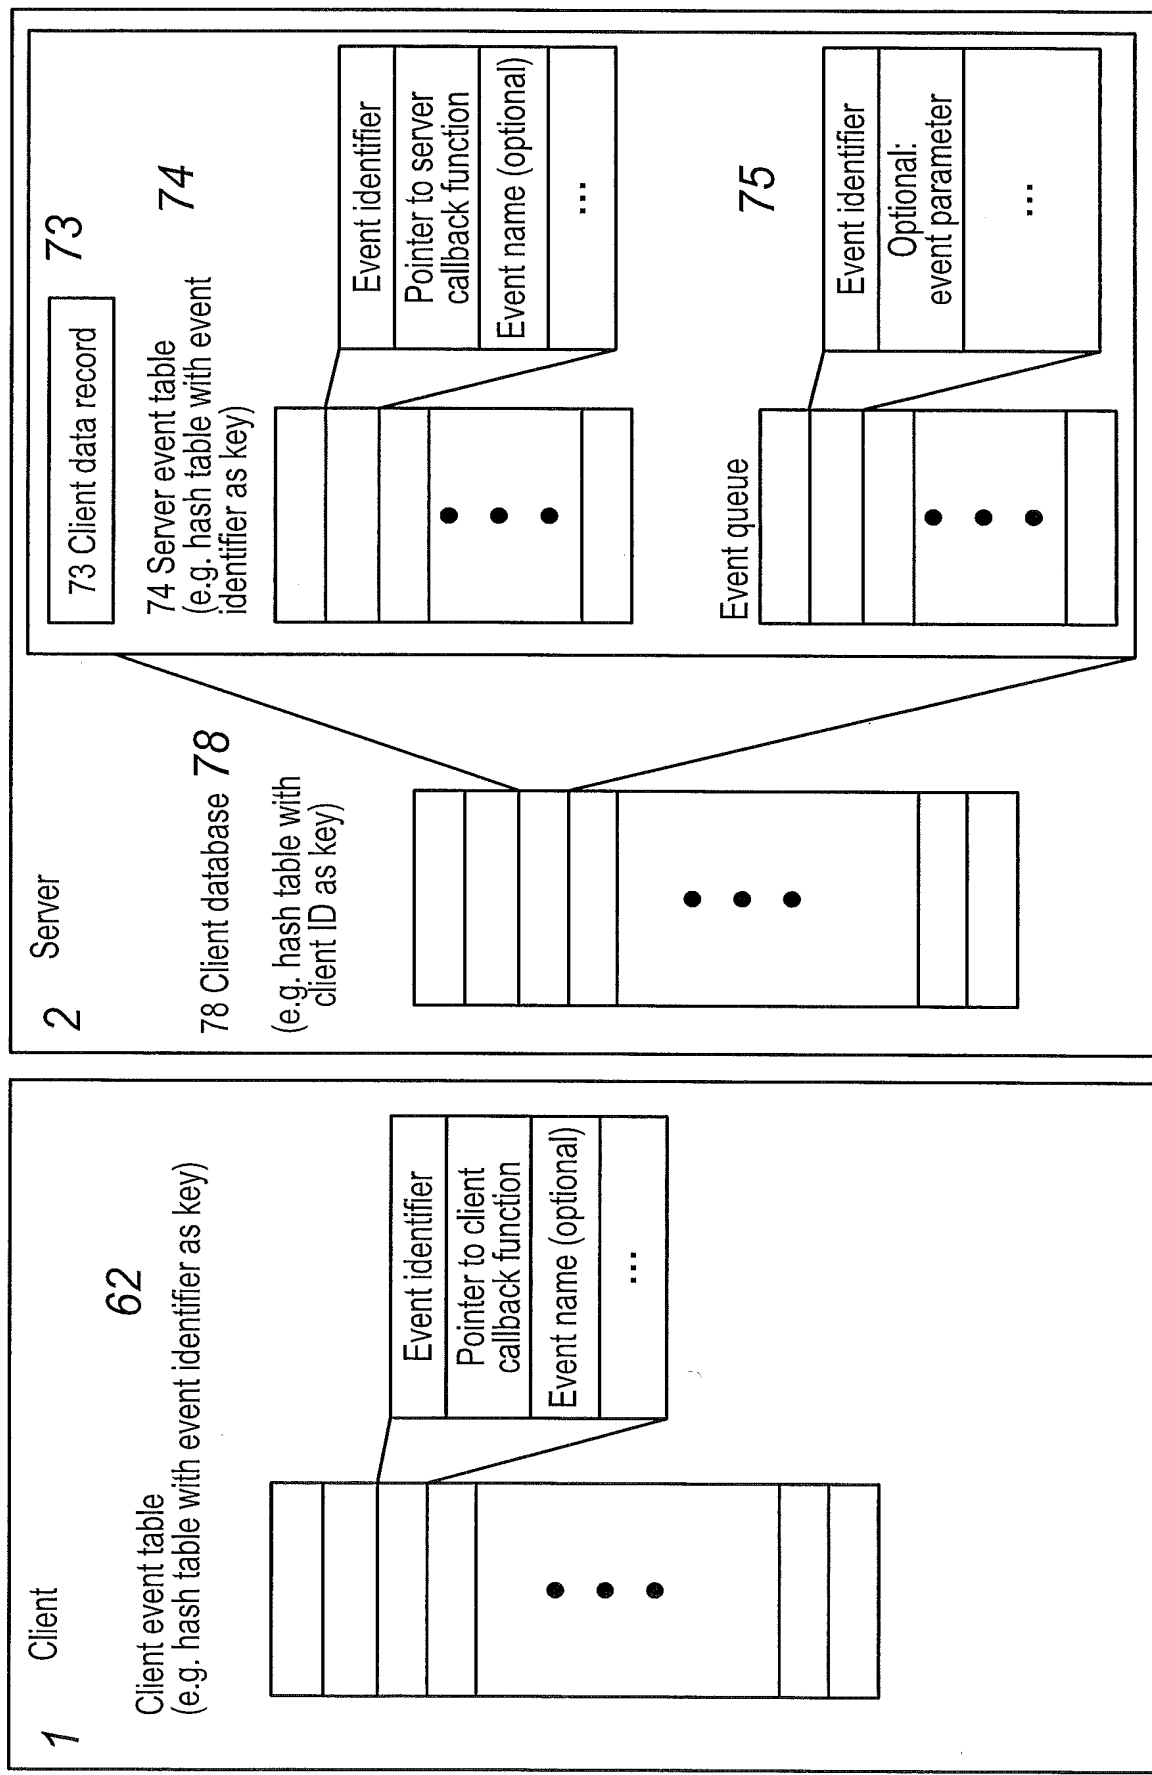 1 Client
62
Client event table
(e.g. hash table with event identifier as key)
Event identifier
Pointer to client
callback function
Event name (optional)
...
2 Server
78 Client database 78
(e.g. hash table with
client ID as key)
73 Client data record
73
74 Server event table
(e.g. hash table with event
identifier as key)
74
Event identifier
Pointer to server
callback function
Event name (optional)
...
Event queue
75
Event identifier
Optional:
event parameter
...